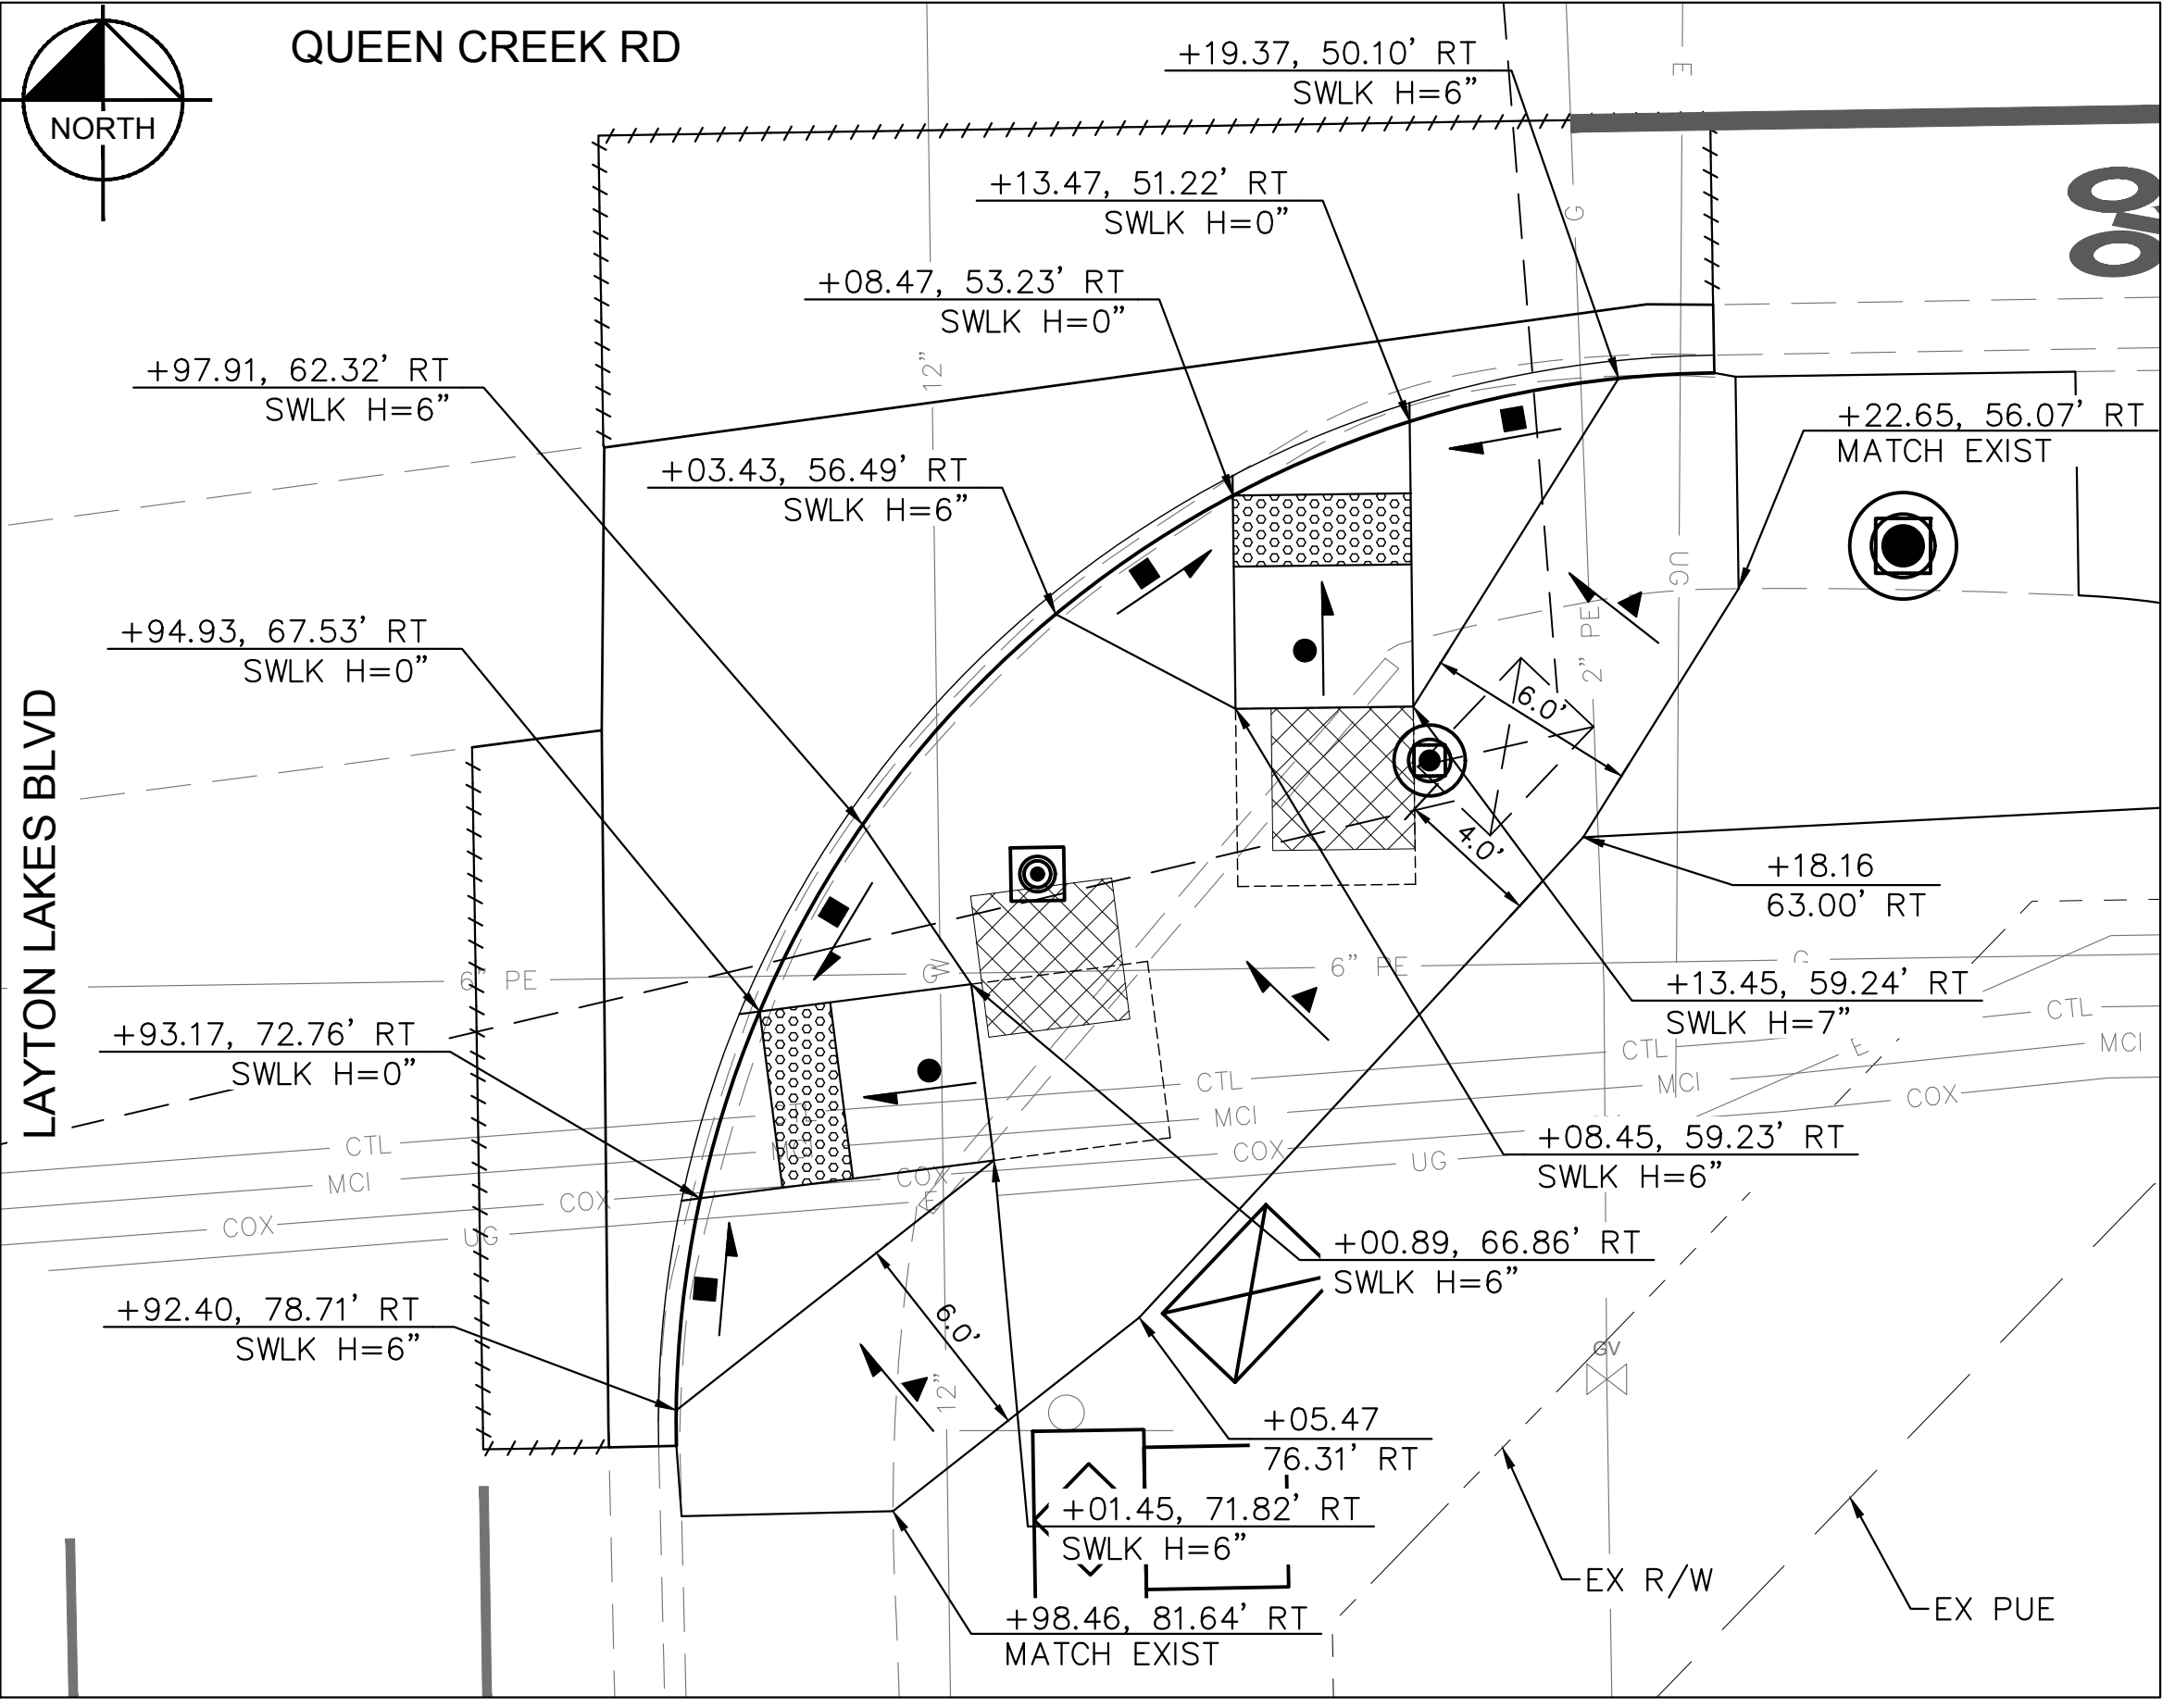 QUEEN CREEK RD
NORTH
+19.37, 50.10' RT
SWLK H=6"
E
+13.47, 51.22' RT
SWLK H=0"
G
+08.47, 53.23' RT
SWLK H=0"
+97.91, 62.32' RT
SWLK H=6"
12"
+22.65, 56.07' RT
MATCH EXIST
+03.43, 56.49' RT
SWLK H=6"
UG
+94.93, 67.53' RT
SWLK H=0"
2" PE
6.0'
LAYTON LAKES BLVD
4.0'
+18.16
63.00' RT
6" PE
G
W
6" PE
G
+13.45, 59.24' RT
SWLK H=7"
+93.17, 72.76' RT
SWLK H=0"
CTL
CTL
E
MCI
CTL
MCI
COX
MCI
CTL
MCI
COX
+08.45, 59.23' RT
SWLK H=6"
UG
COX
MCI
COX
E
COX
UG
+00.89, 66.86' RT
SWLK H=6"
+92.40, 78.71' RT
SWLK H=6"
6.0'
GV
12"
+05.47
76.31' RT
+01.45, 71.82' RT
SWLK H=6"
EX R/W
EX PUE
+98.46, 81.64' RT
MATCH EXIST